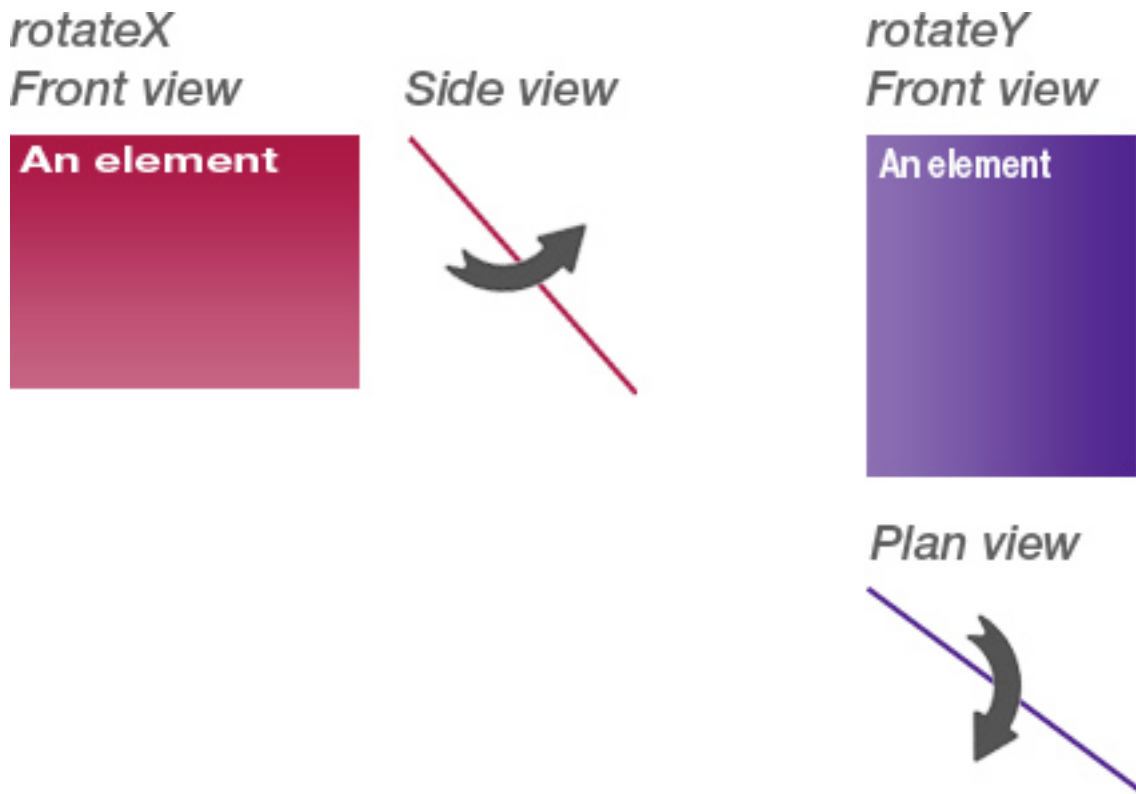 rotateX
Front view
Side view
An element
rotateY
Front view
An element
Plan view